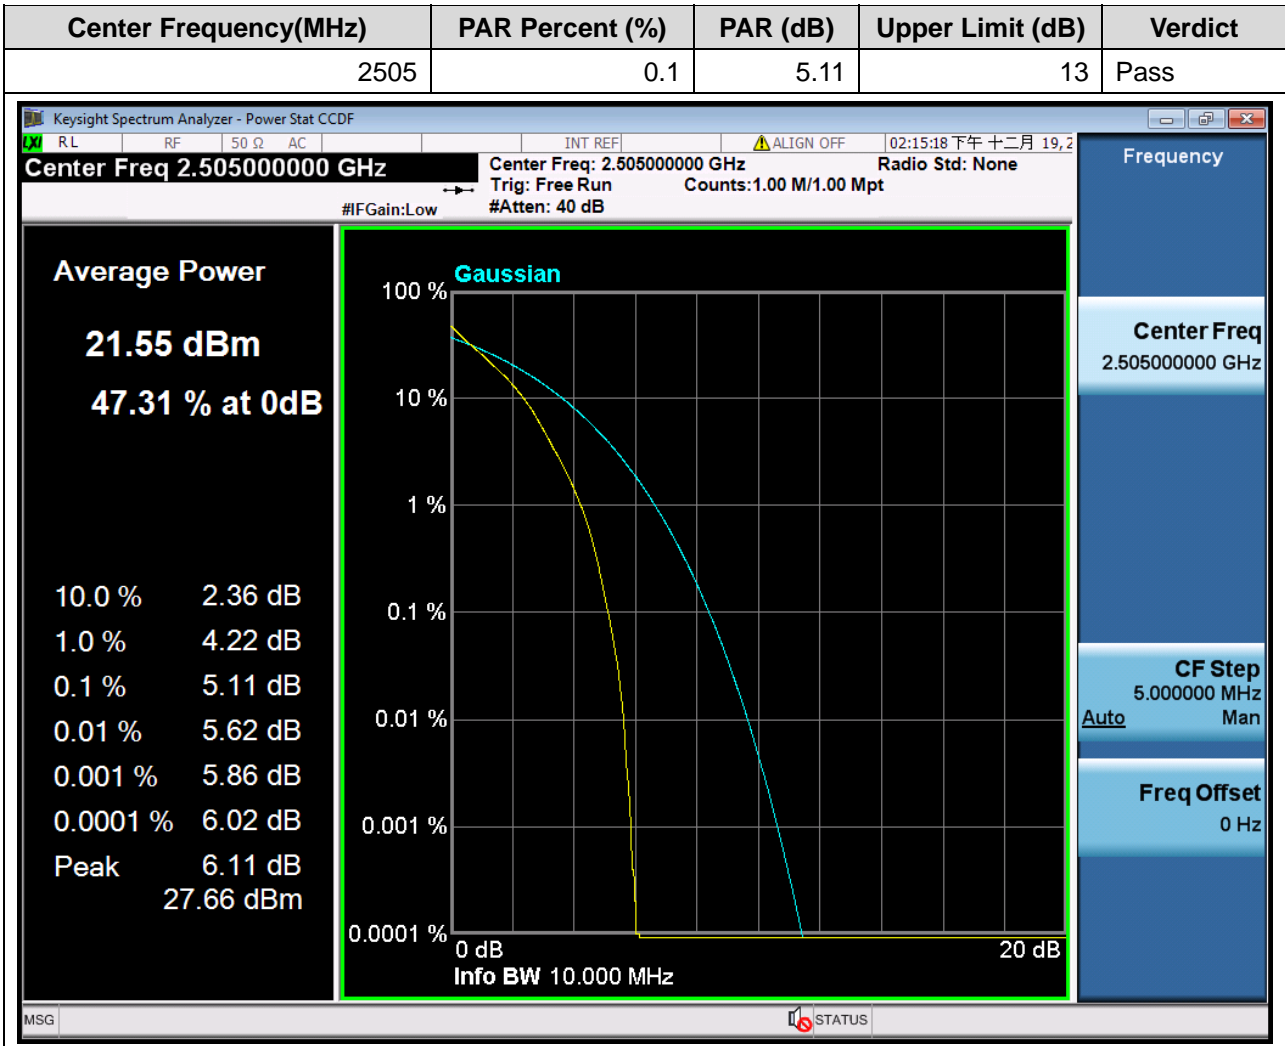 Center Frequency(MHz) PAR Percent (%) PAR (dB) Upper Limit (dB) Verdict
2505 0.1 5.11 13 Pass
Keysight Spectrum Analyzer - Power Stat CCDF
LXI RL RF 50 Ω AC INT REF ALIGN OFF 02:15:18 下午 十二月 19, 2
Center Freq 2.505000000 GHz
Center Freq: 2.505000000 GHz Radio Std: None
Trig: Free Run Counts:1.00 M/1.00 Mpt
#IFGain:Low #Atten: 40 dB
Frequency
Average Power
21.55 dBm
47.31 % at 0dB
10.0 % 2.36 dB
1.0 % 4.22 dB
0.1 % 5.11 dB
0.01 % 5.62 dB
0.001 % 5.86 dB
0.0001 % 6.02 dB
Peak 6.11 dB
27.66 dBm
Gaussian
100 %
10 %
1 %
0.1 %
0.01 %
0.001 %
0.0001 %
0 dB 20 dB
Info BW 10.000 MHz
Center Freq
2.505000000 GHz
CF Step
5.000000 MHz
Auto Man
Freq Offset
0 Hz
MSG STATUS